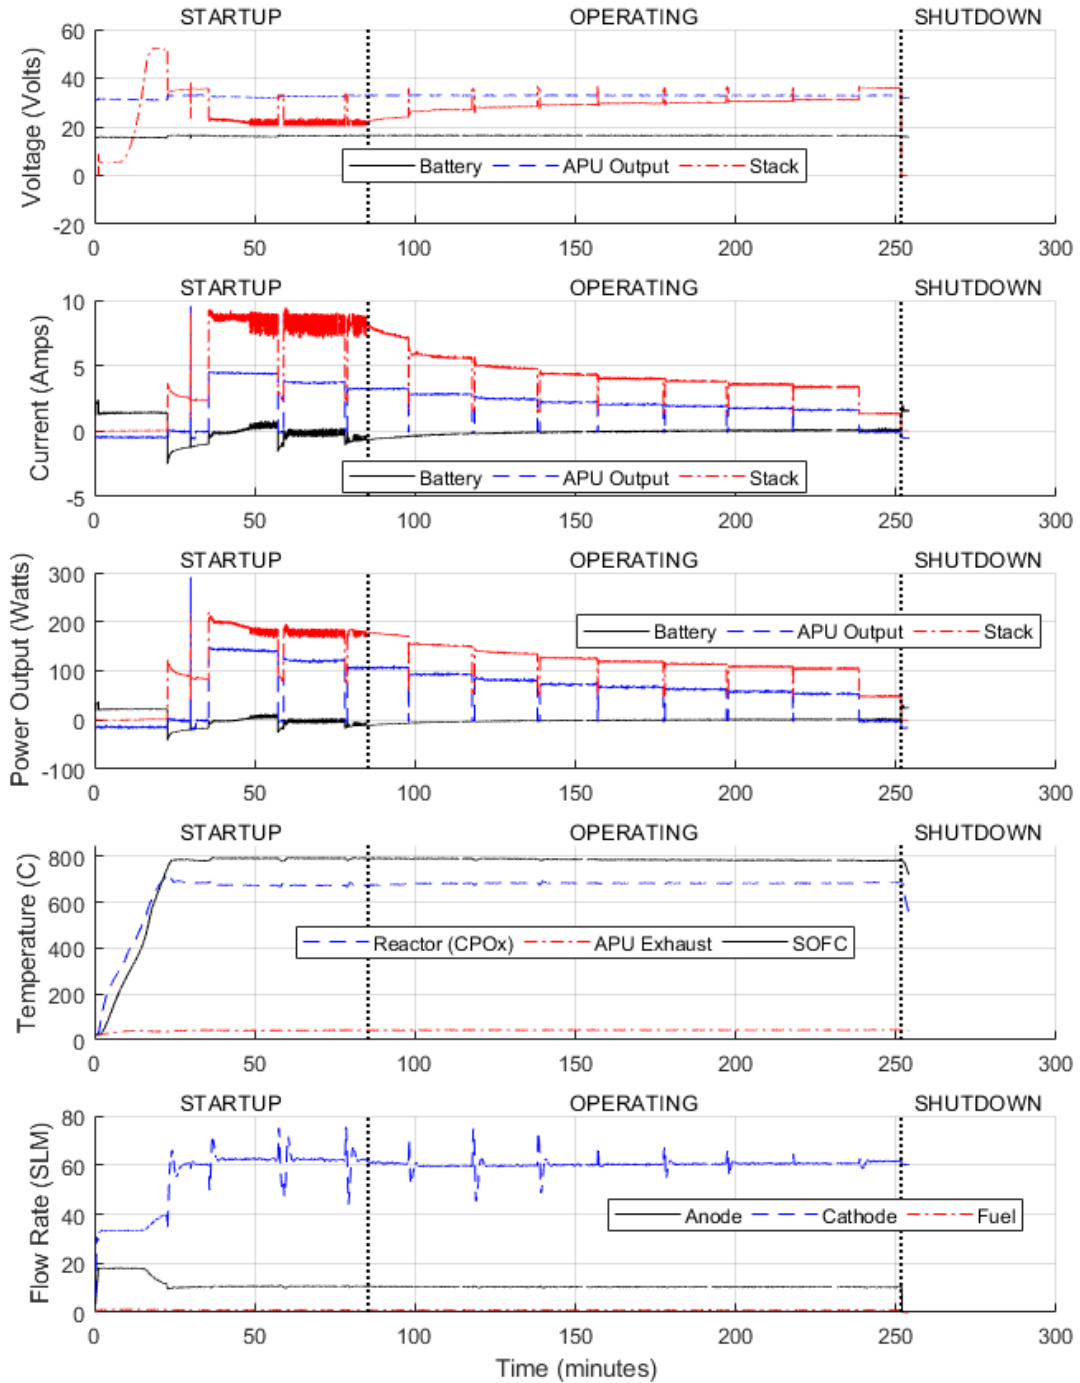 STARTUP OPERATING SHUTDOWN
60
40
20
0
-20
Voltage (Volts)
Battery APU Output Stack
0 50 100 150 200 250 300
STARTUP OPERATING SHUTDOWN
10
5
0
-5
Current (Amps)
Battery APU Output Stack
0 50 100 150 200 250 300
STARTUP OPERATING SHUTDOWN
300
200
100
0
-100
Power Output (Watts)
Battery APU Output Stack
0 50 100 150 200 250 300
STARTUP OPERATING SHUTDOWN
800
600
400
200
0
Temperature (C)
Reactor (CPOx) APU Exhaust SOFC
0 50 100 150 200 250 300
STARTUP OPERATING SHUTDOWN
80
60
40
20
0
Flow Rate (SLM)
Anode Cathode Fuel
0 50 100 150 200 250 300
Time (minutes)